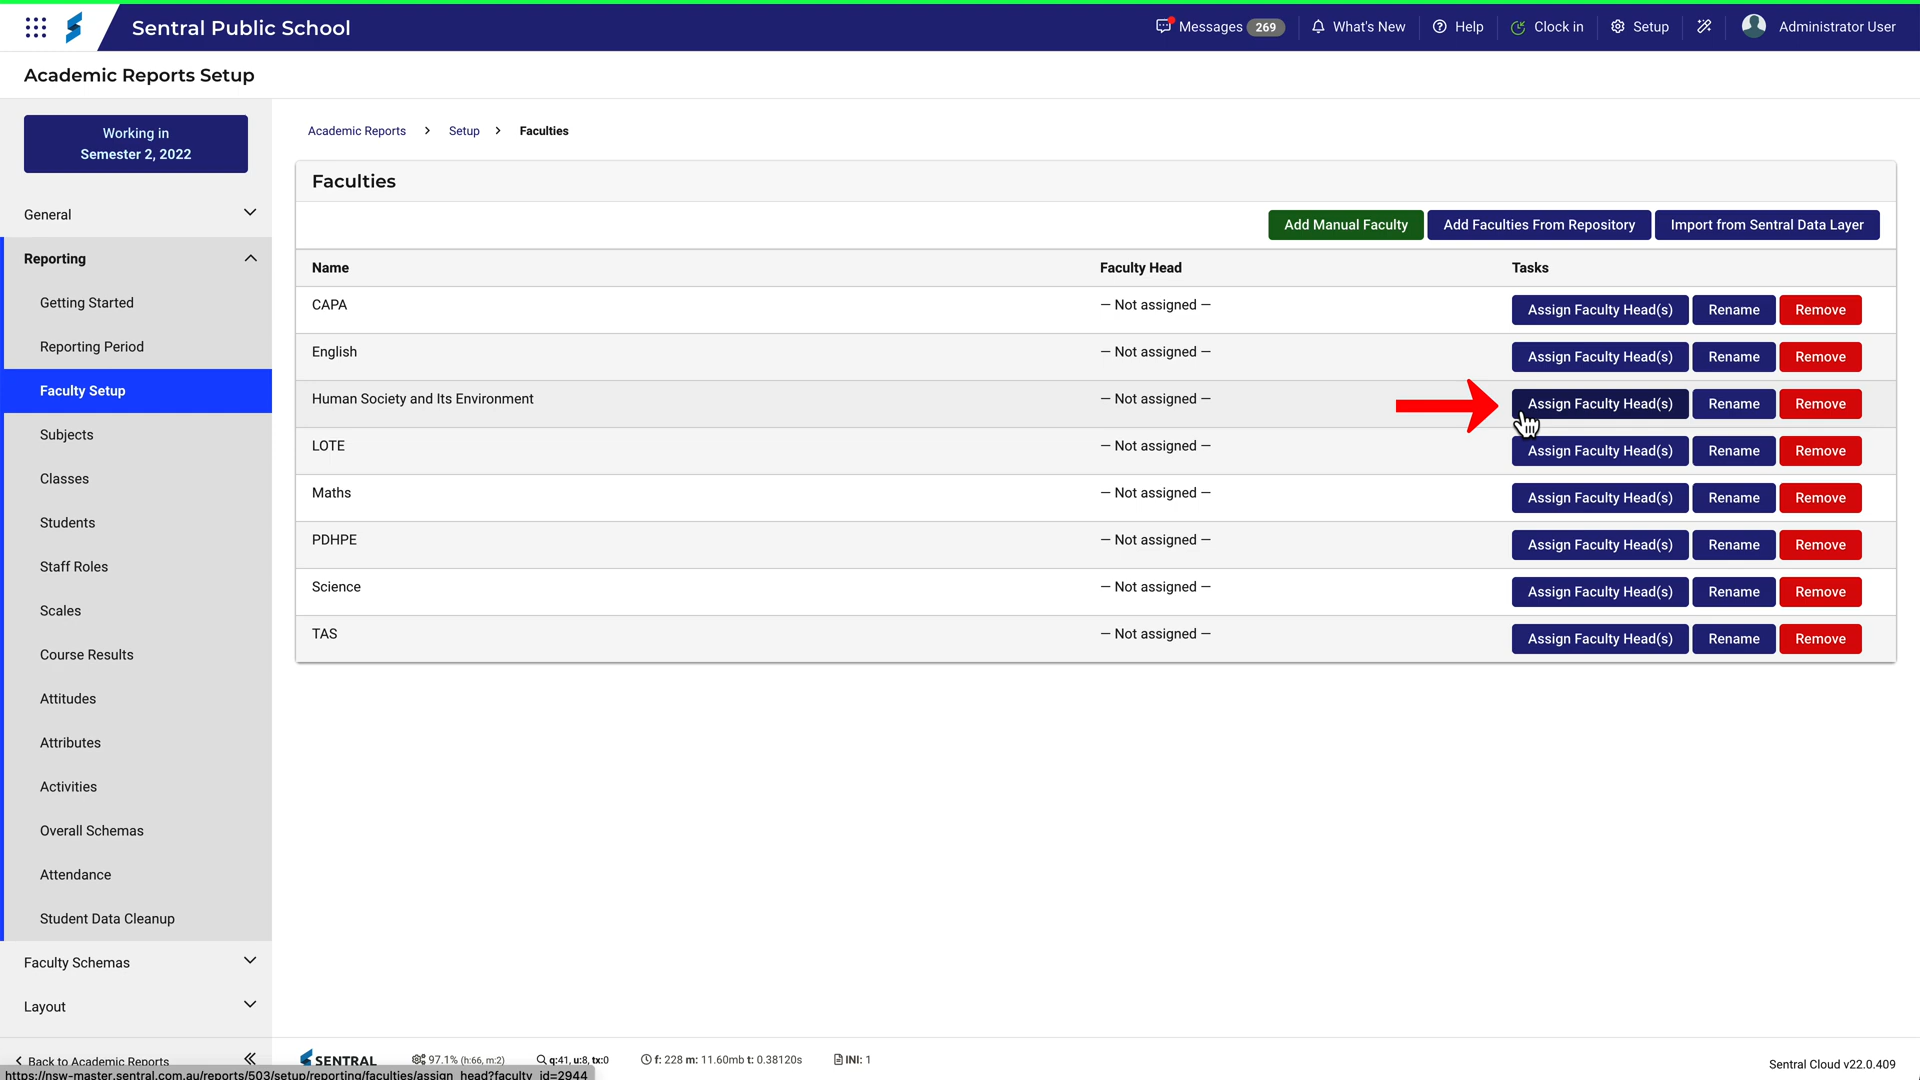 Sentral Public School
Messages 269
What's New
Help
Clock in
Setup
Administrator User
Academic Reports Setup
Working in
Semester 2, 2022
General
Reporting
Getting Started
Reporting Period
Faculty Setup
Subjects
Classes
Students
Staff Roles
Scales
Course Results
Attitudes
Attributes
Activities
Overall Schemas
Attendance
Student Data Cleanup
Faculty Schemas
Layout
Back to Academic Reports
Academic Reports > Setup > Faculties
Faculties
Add Manual Faculty Add Faculties From Repository Import from Sentral Data Layer
Name Faculty Head Tasks
CAPA — Not assigned — Assign Faculty Head(s) Rename Remove
English — Not assigned — Assign Faculty Head(s) Rename Remove
Human Society and Its Environment — Not assigned — Assign Faculty Head(s) Rename Remove
LOTE — Not assigned — Assign Faculty Head(s) Rename Remove
Maths — Not assigned — Assign Faculty Head(s) Rename Remove
PDHPE — Not assigned — Assign Faculty Head(s) Rename Remove
Science — Not assigned — Assign Faculty Head(s) Rename Remove
TAS — Not assigned — Assign Faculty Head(s) Rename Remove
SENTRAL 97.1% (h:66, m:2) q:41, u:8, tx:0 f: 228 m: 11.60mb t: 0.38120s INI: 1
Sentral Cloud v22.0.409
https://nsw-master.sentral.com.au/reports/503/setup/reporting/faculties/assign_head?faculty_id=2944